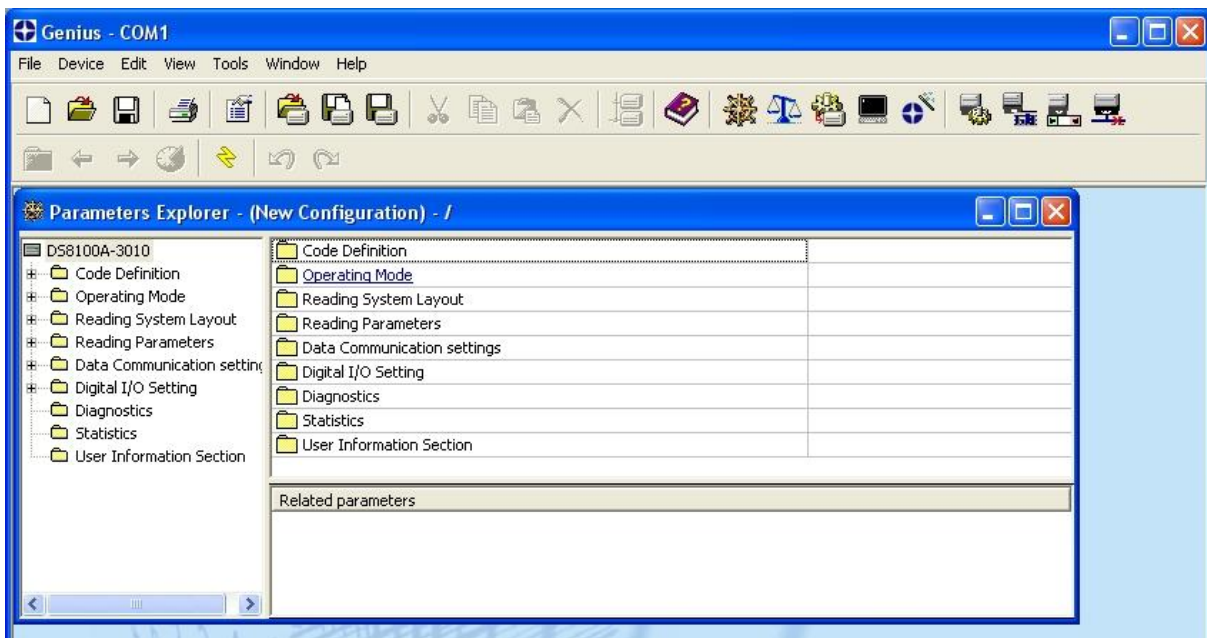 Genius - COM1
File Device Edit View Tools Window Help
Parameters Explorer - (New Configuration) - /
DS8100A-3010
Code Definition
Operating Mode
Reading System Layout
Reading Parameters
Data Communication setting
Digital I/O Setting
Diagnostics
Statistics
User Information Section
Code Definition
Operating Mode
Reading System Layout
Reading Parameters
Data Communication settings
Digital I/O Setting
Diagnostics
Statistics
User Information Section
Related parameters